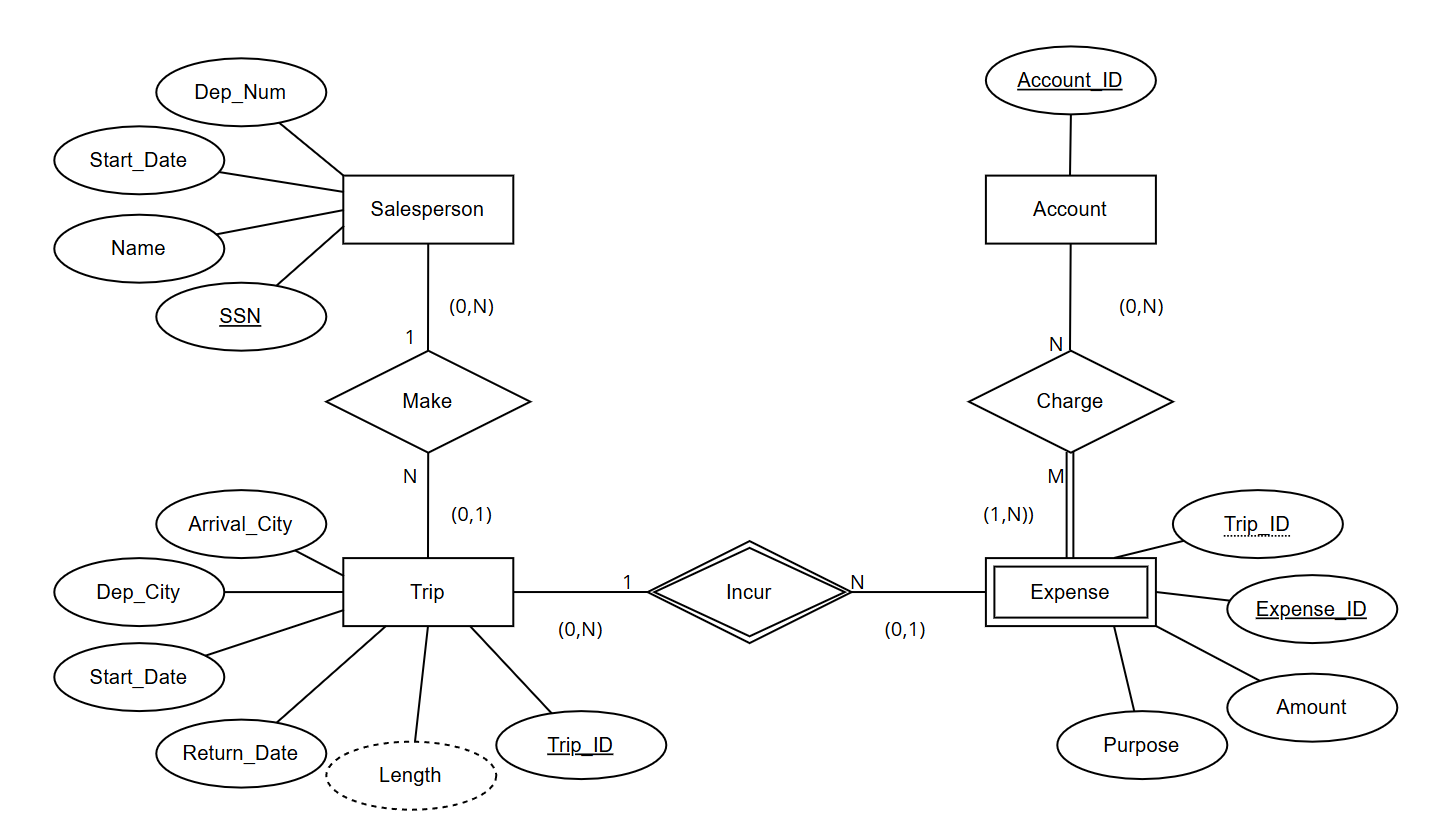 Account_ID
Dep_Num
Start_Date
Salesperson
Account
Name
SSN
(0,N)
(0,N)
1
N
Make
Charge
N
M
(0,1)
(1,N))
Arrival_City
Trip_ID
Dep_City
Trip
1
Incur
N
Expense
Expense_ID
(0,N)
(0,1)
Start_Date
Amount
Return_Date
Length
Trip_ID
Purpose